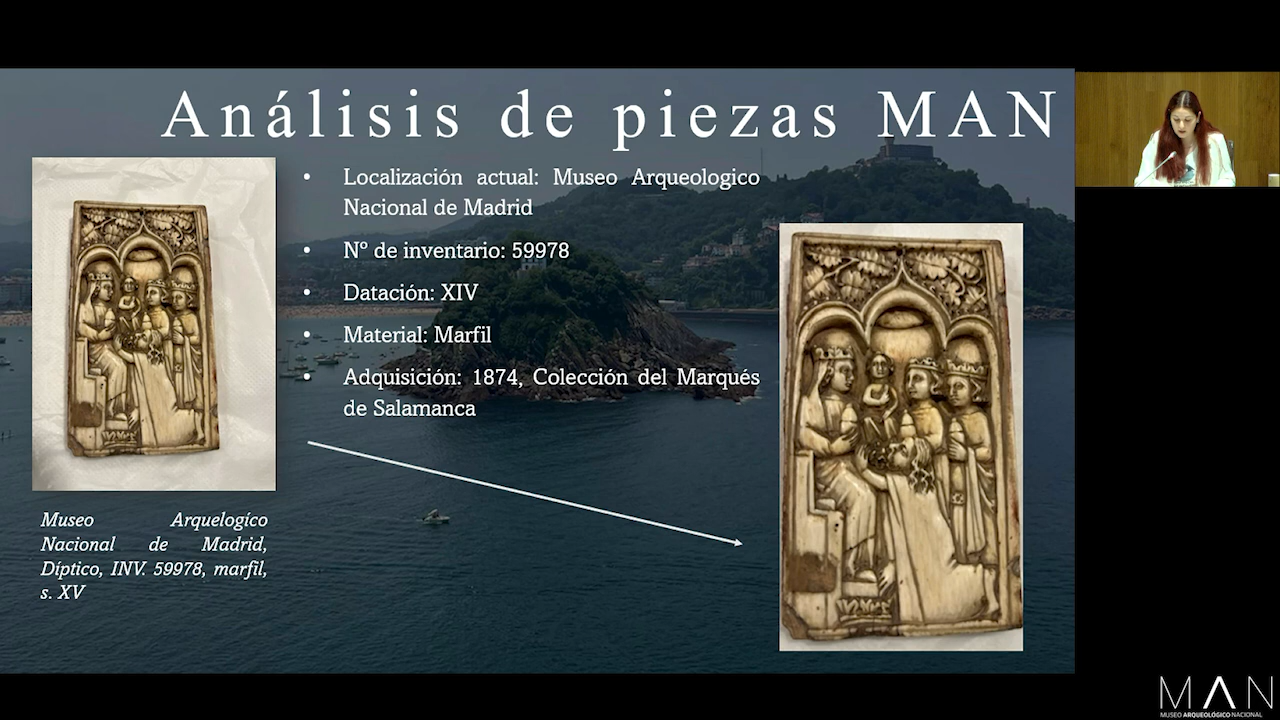 Análisis de piezas MAN
• Localización actual: Museo Arqueologico
Nacional de Madrid
• Nº de inventario: 59978
• Datación: XIV
• Material: Marfil
• Adquisición: 1874, Colección del Marqués
de Salamanca
Museo Arquelogíco
Nacional de Madrid,
Díptico, INV. 59978, marfil,
s. XV
MAN
MUSEO ARQUEOLÓGICO NACIONAL